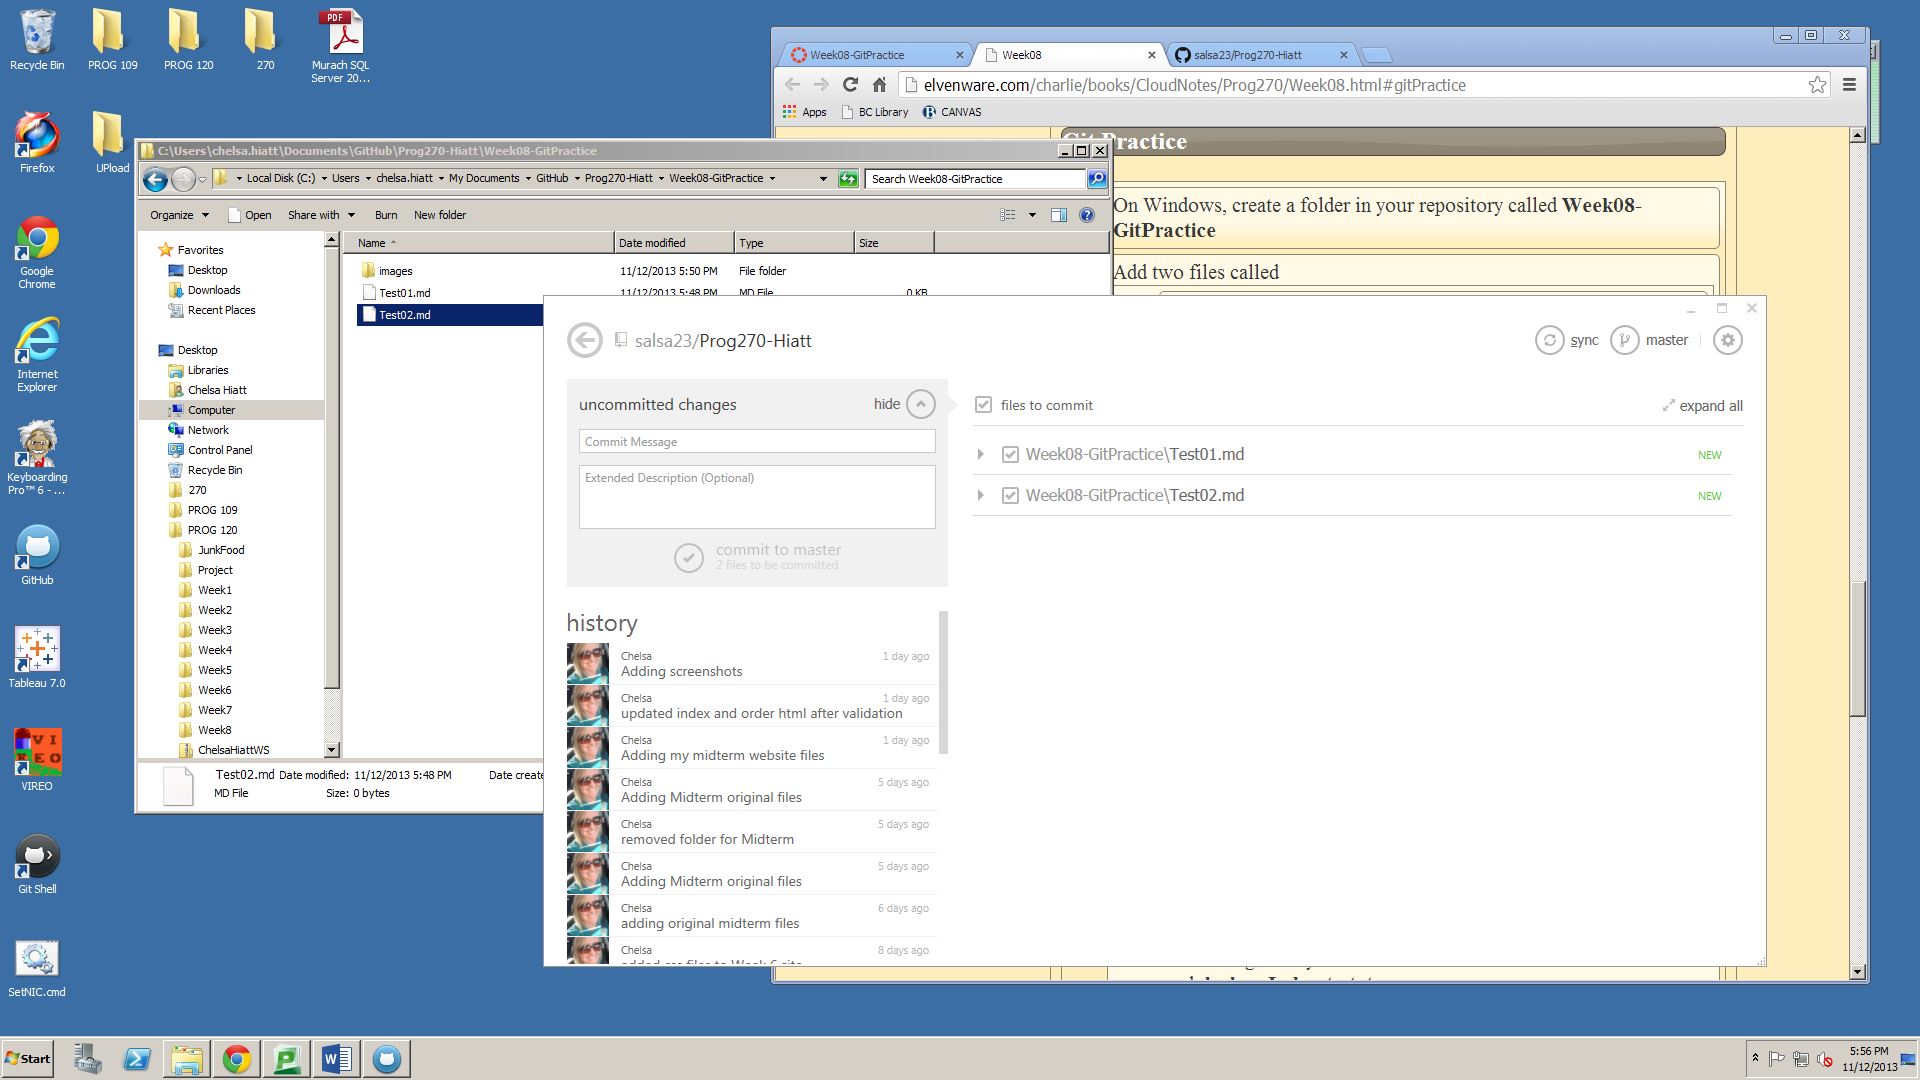 Recycle Bin
PROG 109
PROG 120
270
PDF
Murach SQL
Server 20...
Firefox
UPload
Google
Chrome
Internet
Explorer
Keyboarding
Pro™ 6 - ...
GitHub
Tableau 7.0
VIREO
Git Shell
SetNIC.cmd
Week08-GitPractice
Week08
salsa23/Prog270-Hiatt
elvenware.com/charlie/books/CloudNotes/Prog270/Week08.html#gitPractice
Apps
BC Library
CANVAS
Git Practice
On Windows, create a folder in your repository called Week08-
GitPractice
Add two files called
C:\Users\chelsa.hiatt\Documents\GitHub\Prog270-Hiatt\Week08-GitPractice
Local Disk (C:) Users chelsa.hiatt My Documents GitHub Prog270-Hiatt Week08-GitPractice
Search Week08-GitPractice
Organize Open Share with Burn New folder
Favorites
Desktop
Downloads
Recent Places
Desktop
Libraries
Chelsa Hiatt
Computer
Network
Control Panel
Recycle Bin
270
PROG 109
PROG 120
JunkFood
Project
Week1
Week2
Week3
Week4
Week5
Week6
Week7
Week8
ChelsaHiattWS
Name Date modified Type Size
images 11/12/2013 5:50 PM File folder
Test01.md 11/12/2013 5:48 PM MD File 0 KB
Test02.md
Test02.md Date modified: 11/12/2013 5:48 PM Date create
MD File Size: 0 bytes
salsa23/Prog270-Hiatt
sync
master
uncommitted changes
hide
Commit Message
Extended Description (Optional)
commit to master
2 files to be committed
files to commit
expand all
Week08-GitPractice\Test01.md NEW
Week08-GitPractice\Test02.md NEW
history
Chelsa 1 day ago
Adding screenshots
Chelsa 1 day ago
updated index and order html after validation
Chelsa 1 day ago
Adding my midterm website files
Chelsa 5 days ago
Adding Midterm original files
Chelsa 5 days ago
removed folder for Midterm
Chelsa 5 days ago
Adding Midterm original files
Chelsa 6 days ago
adding original midterm files
Chelsa 8 days ago
Start
5:56 PM
11/12/2013